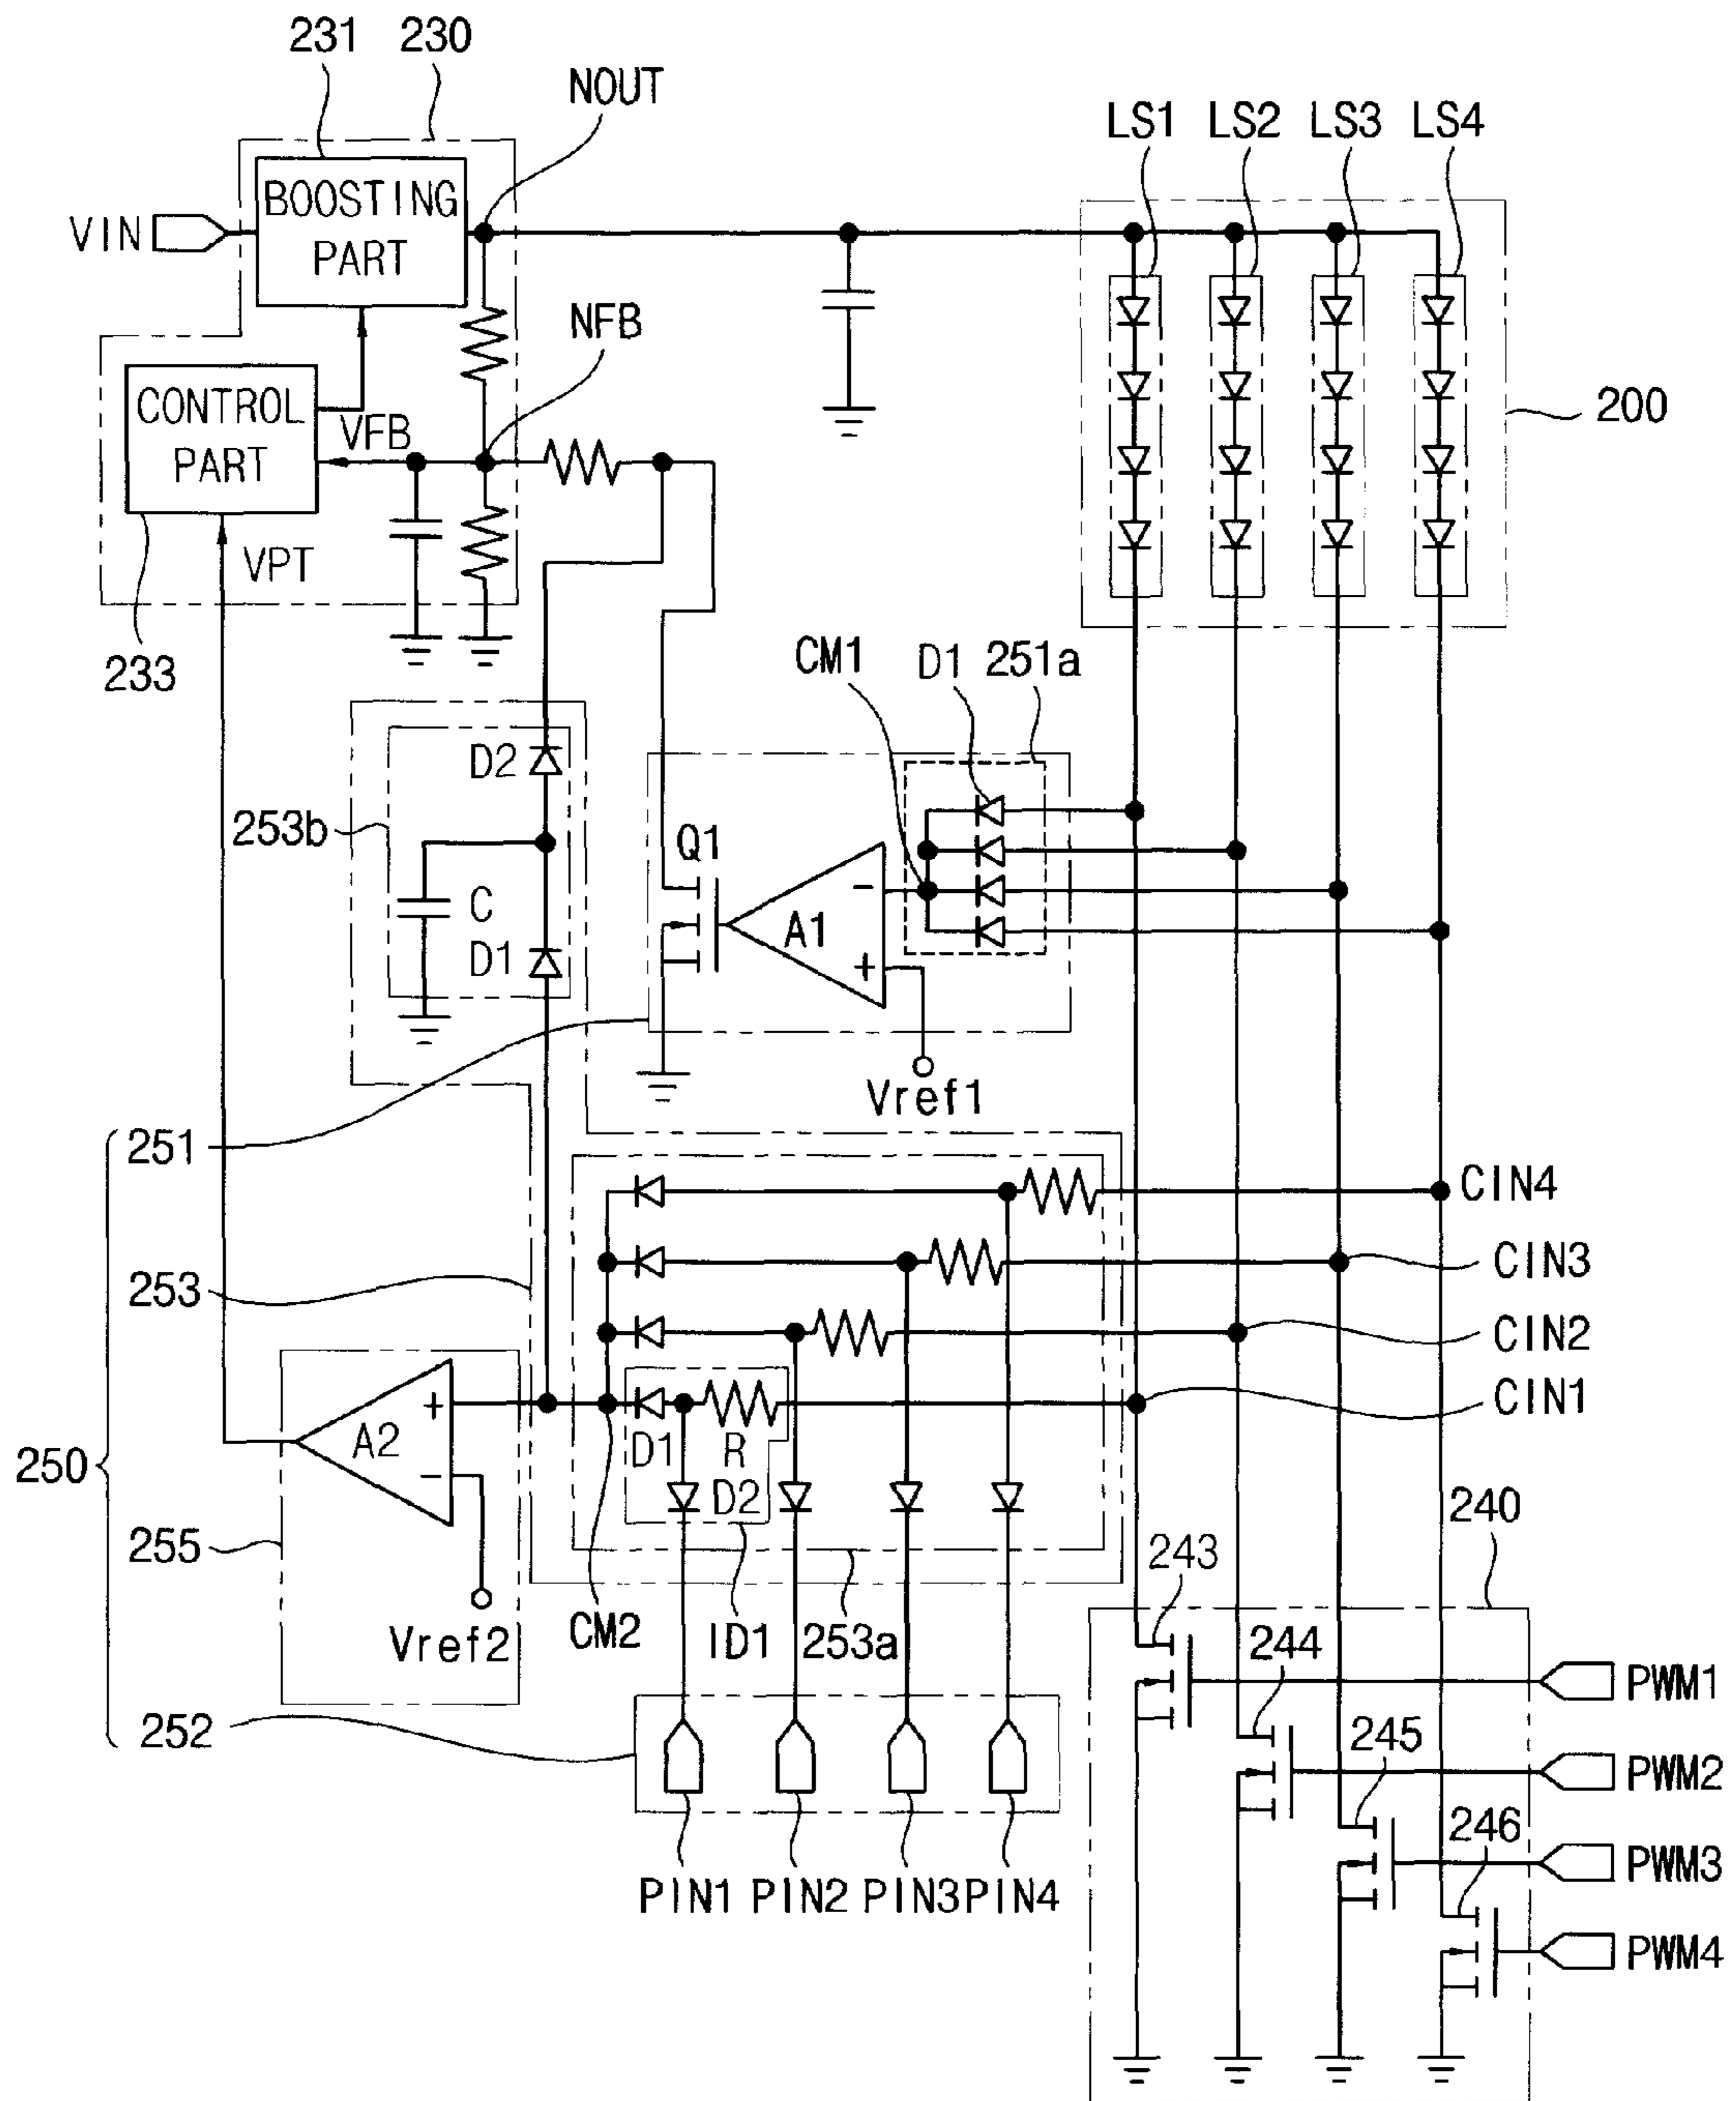 231 230
NOUT
LS1 LS2 LS3 LS4
VIN
BOOSTING
PART
NFB
200
CONTROL
PART
VFB
VPT
233
CM1 D1 251a
D2
253b
Q1
C
A1
-
+
D1
Vref1
251
CIN4
CIN3
253
CIN2
CIN1
+
A2
-
D1 R
D2
250
240
255
243
Vref2
CM2 ID1 253a
244
PWM1
252
245
PWM2
246
PWM3
PIN1 PIN2 PIN3 PIN4
PWM4